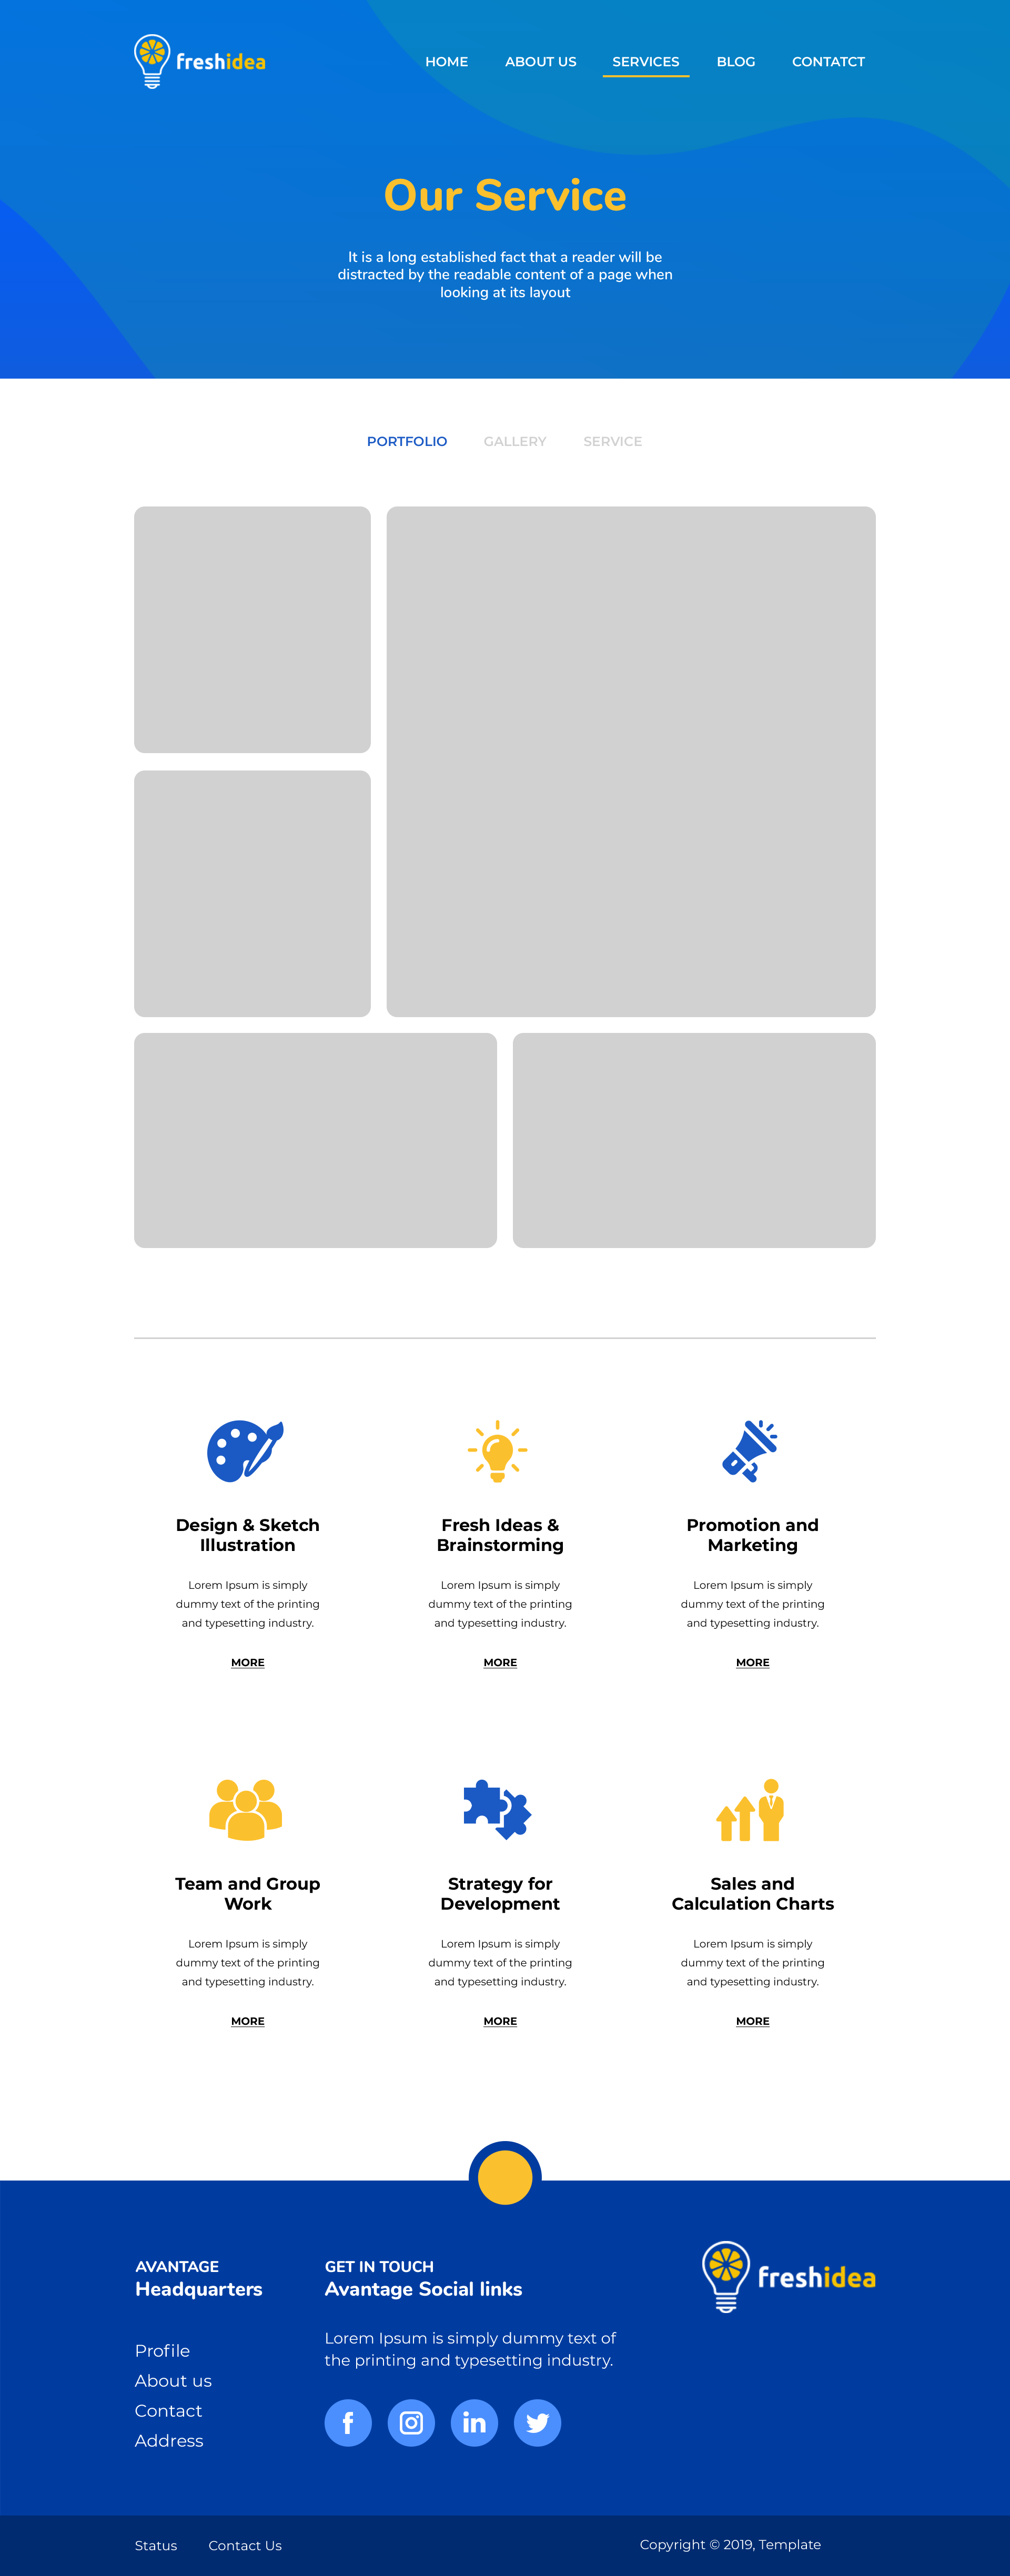 freshidea
HOME ABOUT US SERVICES BLOG CONTATCT
Our Service
It is a long established fact that a reader will be
distracted by the readable content of a page when
looking at its layout
PORTFOLIO GALLERY SERVICE
Design & Sketch
Illustration
Lorem Ipsum is simply
dummy text of the printing
and typesetting industry.
MORE
Fresh Ideas &
Brainstorming
Lorem Ipsum is simply
dummy text of the printing
and typesetting industry.
MORE
Promotion and
Marketing
Lorem Ipsum is simply
dummy text of the printing
and typesetting industry.
MORE
Team and Group
Work
Lorem Ipsum is simply
dummy text of the printing
and typesetting industry.
MORE
Strategy for
Development
Lorem Ipsum is simply
dummy text of the printing
and typesetting industry.
MORE
Sales and
Calculation Charts
Lorem Ipsum is simply
dummy text of the printing
and typesetting industry.
MORE
AVANTAGE
Headquarters
Profile
About us
Contact
Address
GET IN TOUCH
Avantage Social links
Lorem Ipsum is simply dummy text of
the printing and typesetting industry.
f
in
freshidea
Status Contact Us
Copyright © 2019, Template